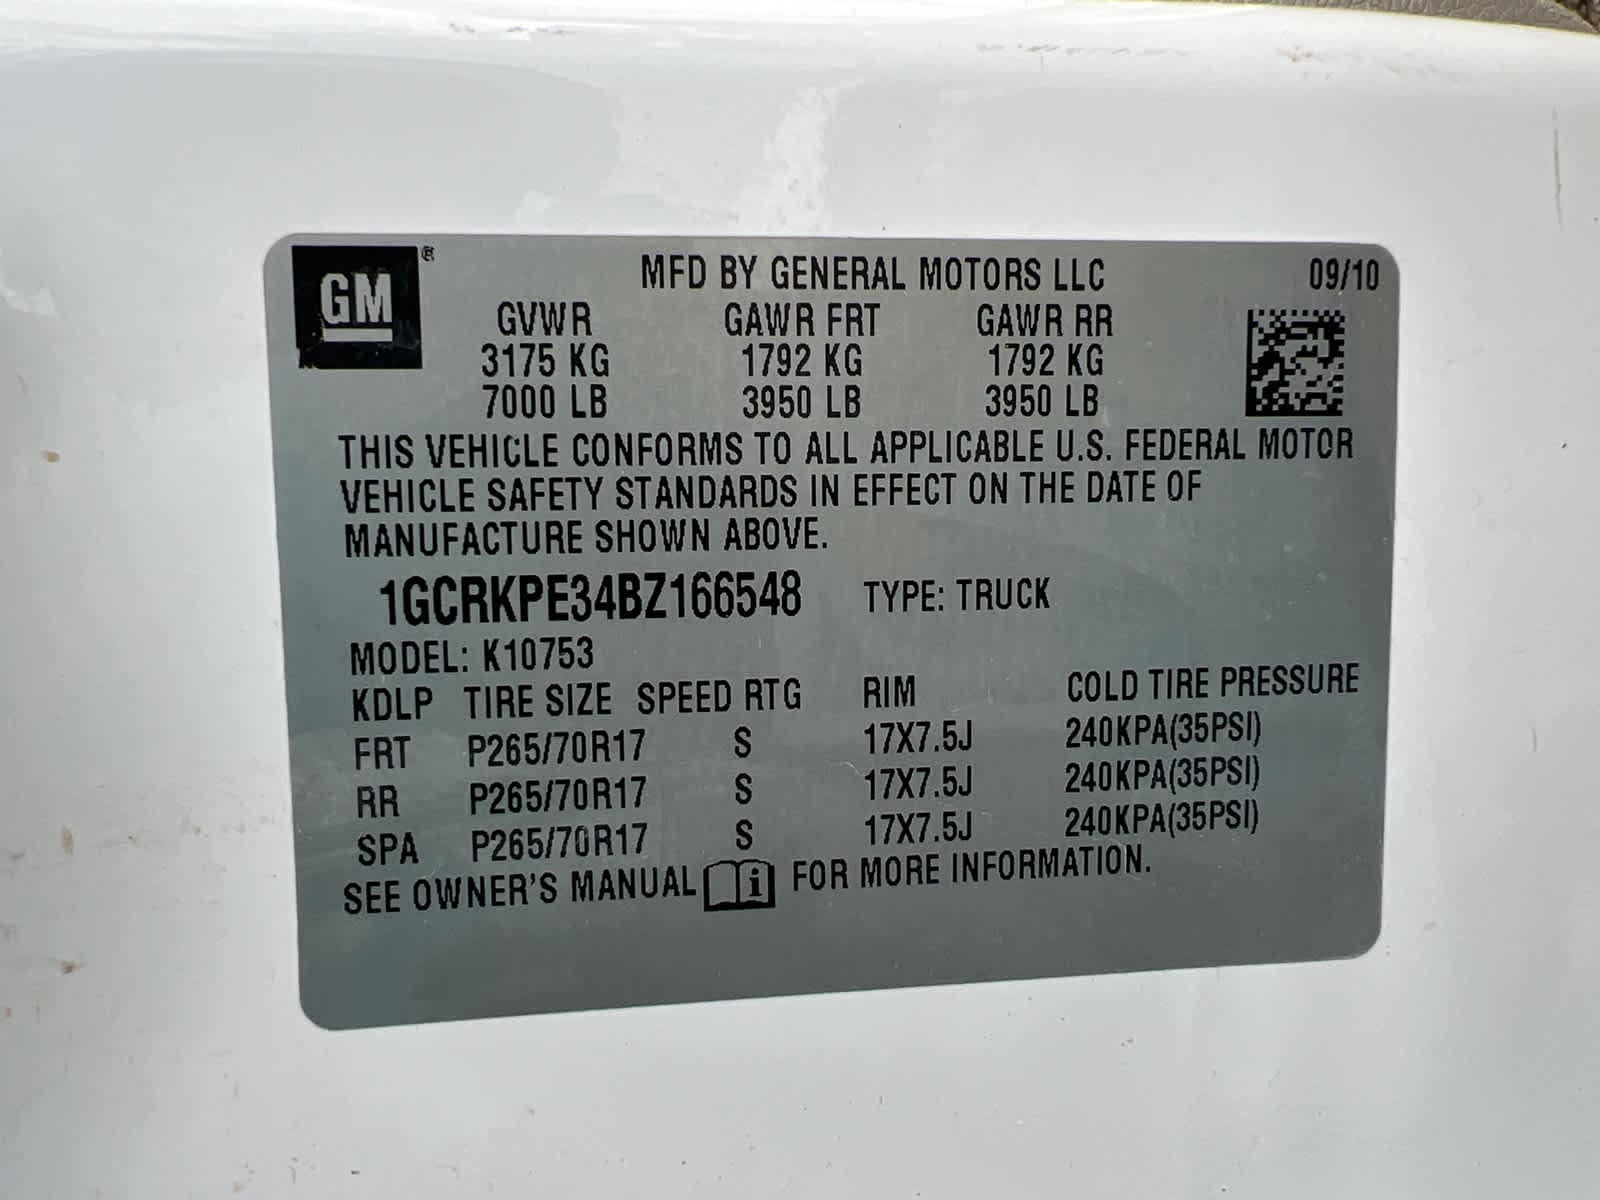 GM®
MFD BY GENERAL MOTORS LLC 09/10
GVWR GAWR FRT GAWR RR
3175 KG 1792 KG 1792 KG
7000 LB 3950 LB 3950 LB
THIS VEHICLE CONFORMS TO ALL APPLICABLE U.S. FEDERAL MOTOR
VEHICLE SAFETY STANDARDS IN EFFECT ON THE DATE OF
MANUFACTURE SHOWN ABOVE.
1GCRKPE34BZ166548 TYPE: TRUCK
MODEL: K10753
KDLP TIRE SIZE SPEED RTG RIM COLD TIRE PRESSURE
FRT P265/70R17 S 17X7.5J 240KPA(35PSI)
RR P265/70R17 S 17X7.5J 240KPA(35PSI)
SPA P265/70R17 S 17X7.5J 240KPA(35PSI)
SEE OWNER'S MANUAL i FOR MORE INFORMATION.